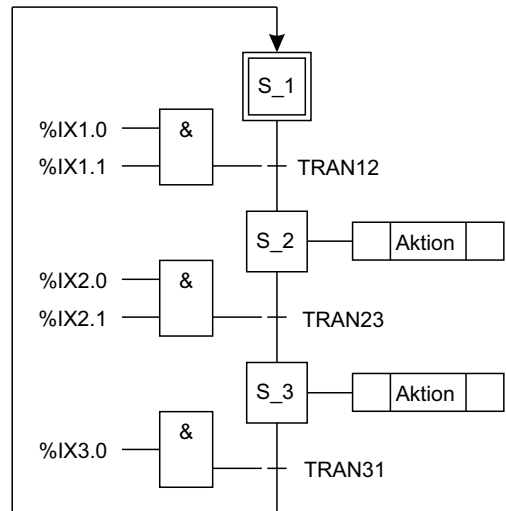 S_1
%IX1.0
&
%IX1.1
TRAN12
S_2
Aktion
%IX2.0
&
%IX2.1
TRAN23
S_3
Aktion
&
%IX3.0
TRAN31